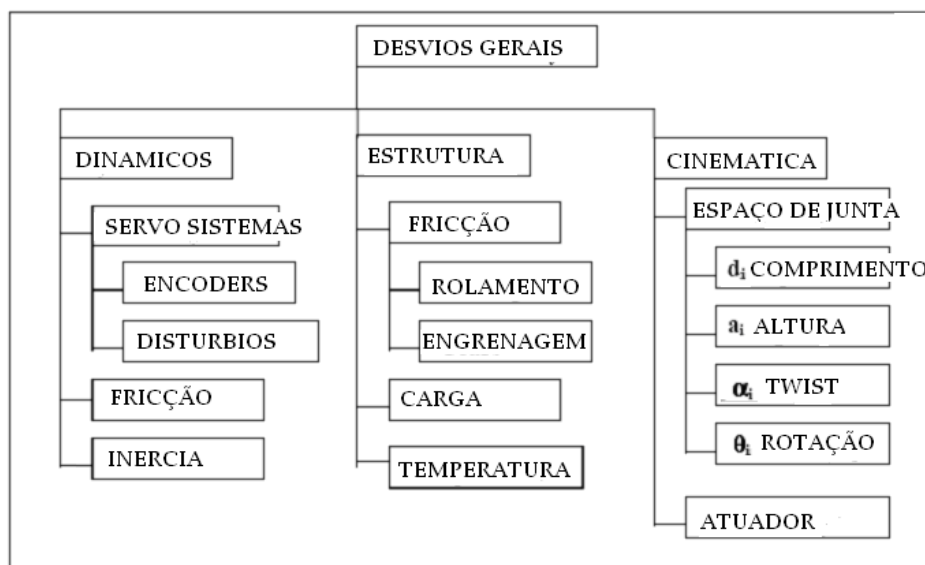 DESVIOS GERAIS
DINAMICOS
SERVO SISTEMAS
ENCODERS
DISTURBIOS
FRICÇÃO
INERCIA
ESTRUTURA
FRICÇÃO
ROLAMENTO
ENGRENAGEM
CARGA
TEMPERATURA
CINEMATICA
ESPAÇO DE JUNTA
di COMPRIMENTO
ai ALTURA
αi TWIST
θi ROTAÇÃO
ATUADOR